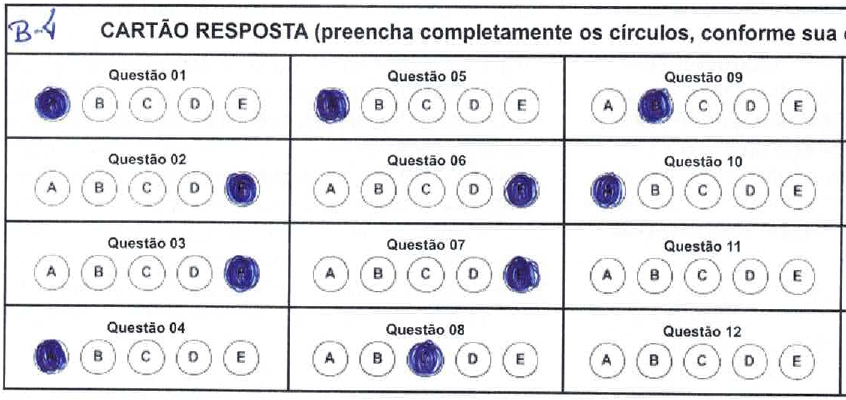 B-4
CARTÃO RESPOSTA (preencha completamente os círculos, conforme sua
Questão 01 Questão 05 Questão 09
A B C D E A B C D E A B C D E
Questão 02 Questão 06 Questão 10
A B C D E A B C D E A B C D E
Questão 03 Questão 07 Questão 11
A B C D E A B C D E A B C D E
Questão 04 Questão 08 Questão 12
A B C D E A B C D E A B C D E